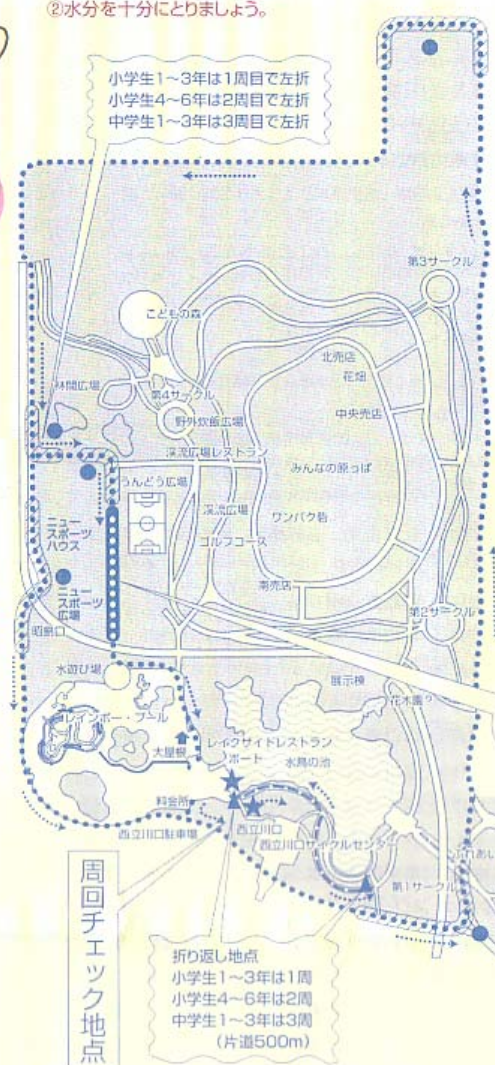 ②水分を十分にとりましょう。
小学生1~3年は1周目で左折
小学生4~6年は2周目で左折
中学生1~3年は3周目で左折
第3サークル
こどもの森
北売店
花畑
林間広場
第4サークル
野外炊飯広場
中央売店
渓流広場レストラン
みんなの原っぱ
うんどう広場
渓流広場
ワンパク砦
ニュー
スポーツ
ハウス
ゴルフコース
ニュー
スポーツ
広場
南売店
第2サークル
昭島口
水遊び場
展示棟
花木園
レインボー・プール
レイクサイドレストラン
大屋根
ボート
水鳥の池
料金所
西立川口
西立川口駐車場
西立川口サイクルセンター
ふれあい
第1サークル
周回チェック地点
折り返し地点
小学生1~3年は1周
小学生4~6年は2周
中学生1~3年は3周
(片道500m)